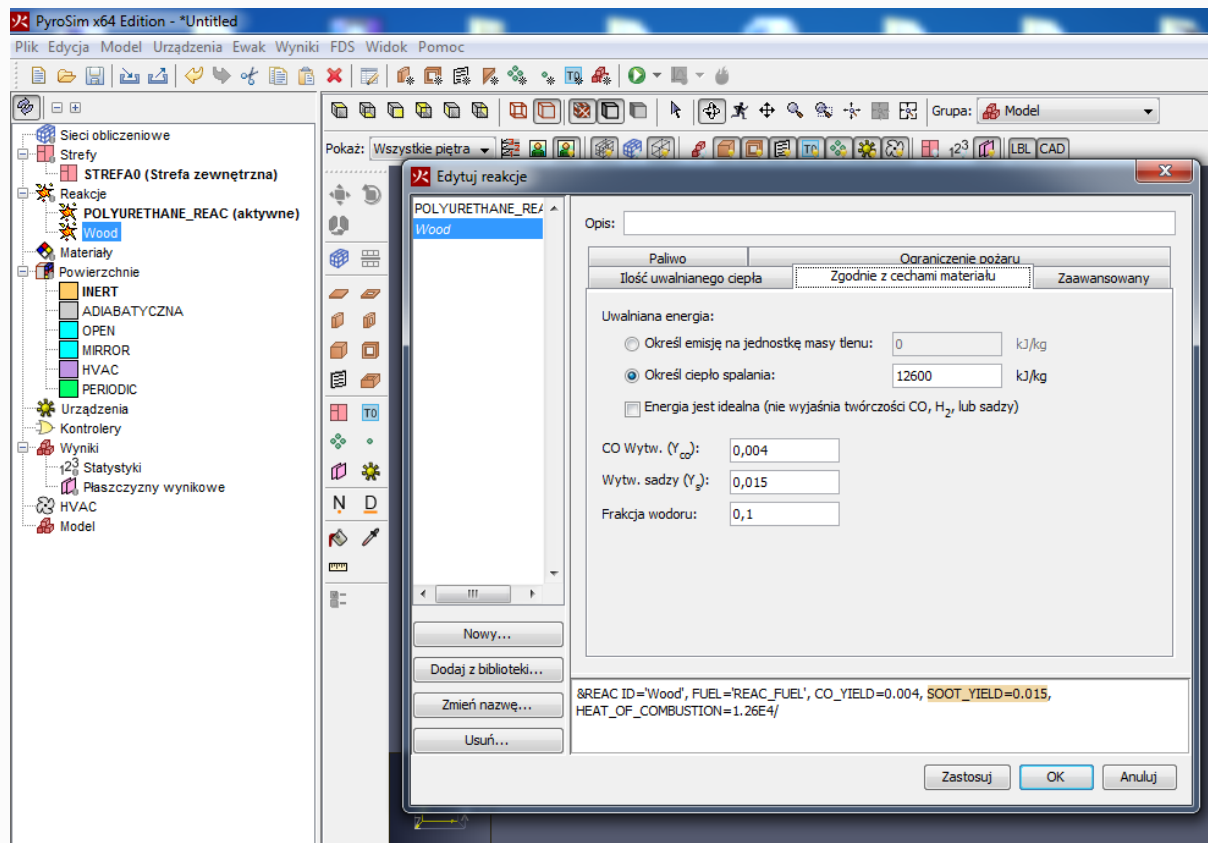 PyroSim x64 Edition - *Untitled
Plik Edycja Model Urządzenia Ewak Wyniki FDS Widok Pomoc
Grupa: Model
Pokaż: Wszystkie piętra
123
LBL CAD
Sieci obliczeniowe
Strefy
STREFA0 (Strefa zewnętrzna)
Reakcje
POLYURETHANE_REAC (aktywne)
Wood
Materiały
Powierzchnie
INERT
ADIABATYCZNA
OPEN
MIRROR
HVAC
PERIODIC
Urządzenia
Kontrolery
Wyniki
Statystyki
Płaszczyzny wynikowe
HVAC
Model
T0
N D
Edytuj reakcje
POLYURETHANE_REA
Wood
Nowy...
Dodaj z biblioteki...
Zmień nazwę...
Usuń...
Opis:
Paliwo Ograniczenie pożaru
Ilość uwalnianego ciepła Zgodnie z cechami materiału Zaawansowany
Uwalniana energia:
Określ emisję na jednostkę masy tlenu: 0 kJ/kg
Określ ciepło spalania: 12600 kJ/kg
Energia jest idealna (nie wyjaśnia twórczości CO, H2, lub sadzy)
CO Wytw. (Yco): 0,004
Wytw. sadzy (Ys): 0,015
Frakcja wodoru: 0,1
&REAC ID='Wood', FUEL='REAC_FUEL', CO_YIELD=0.004, SOOT_YIELD=0.015,
HEAT_OF_COMBUSTION=1.26E4/
Zastosuj OK Anuluj